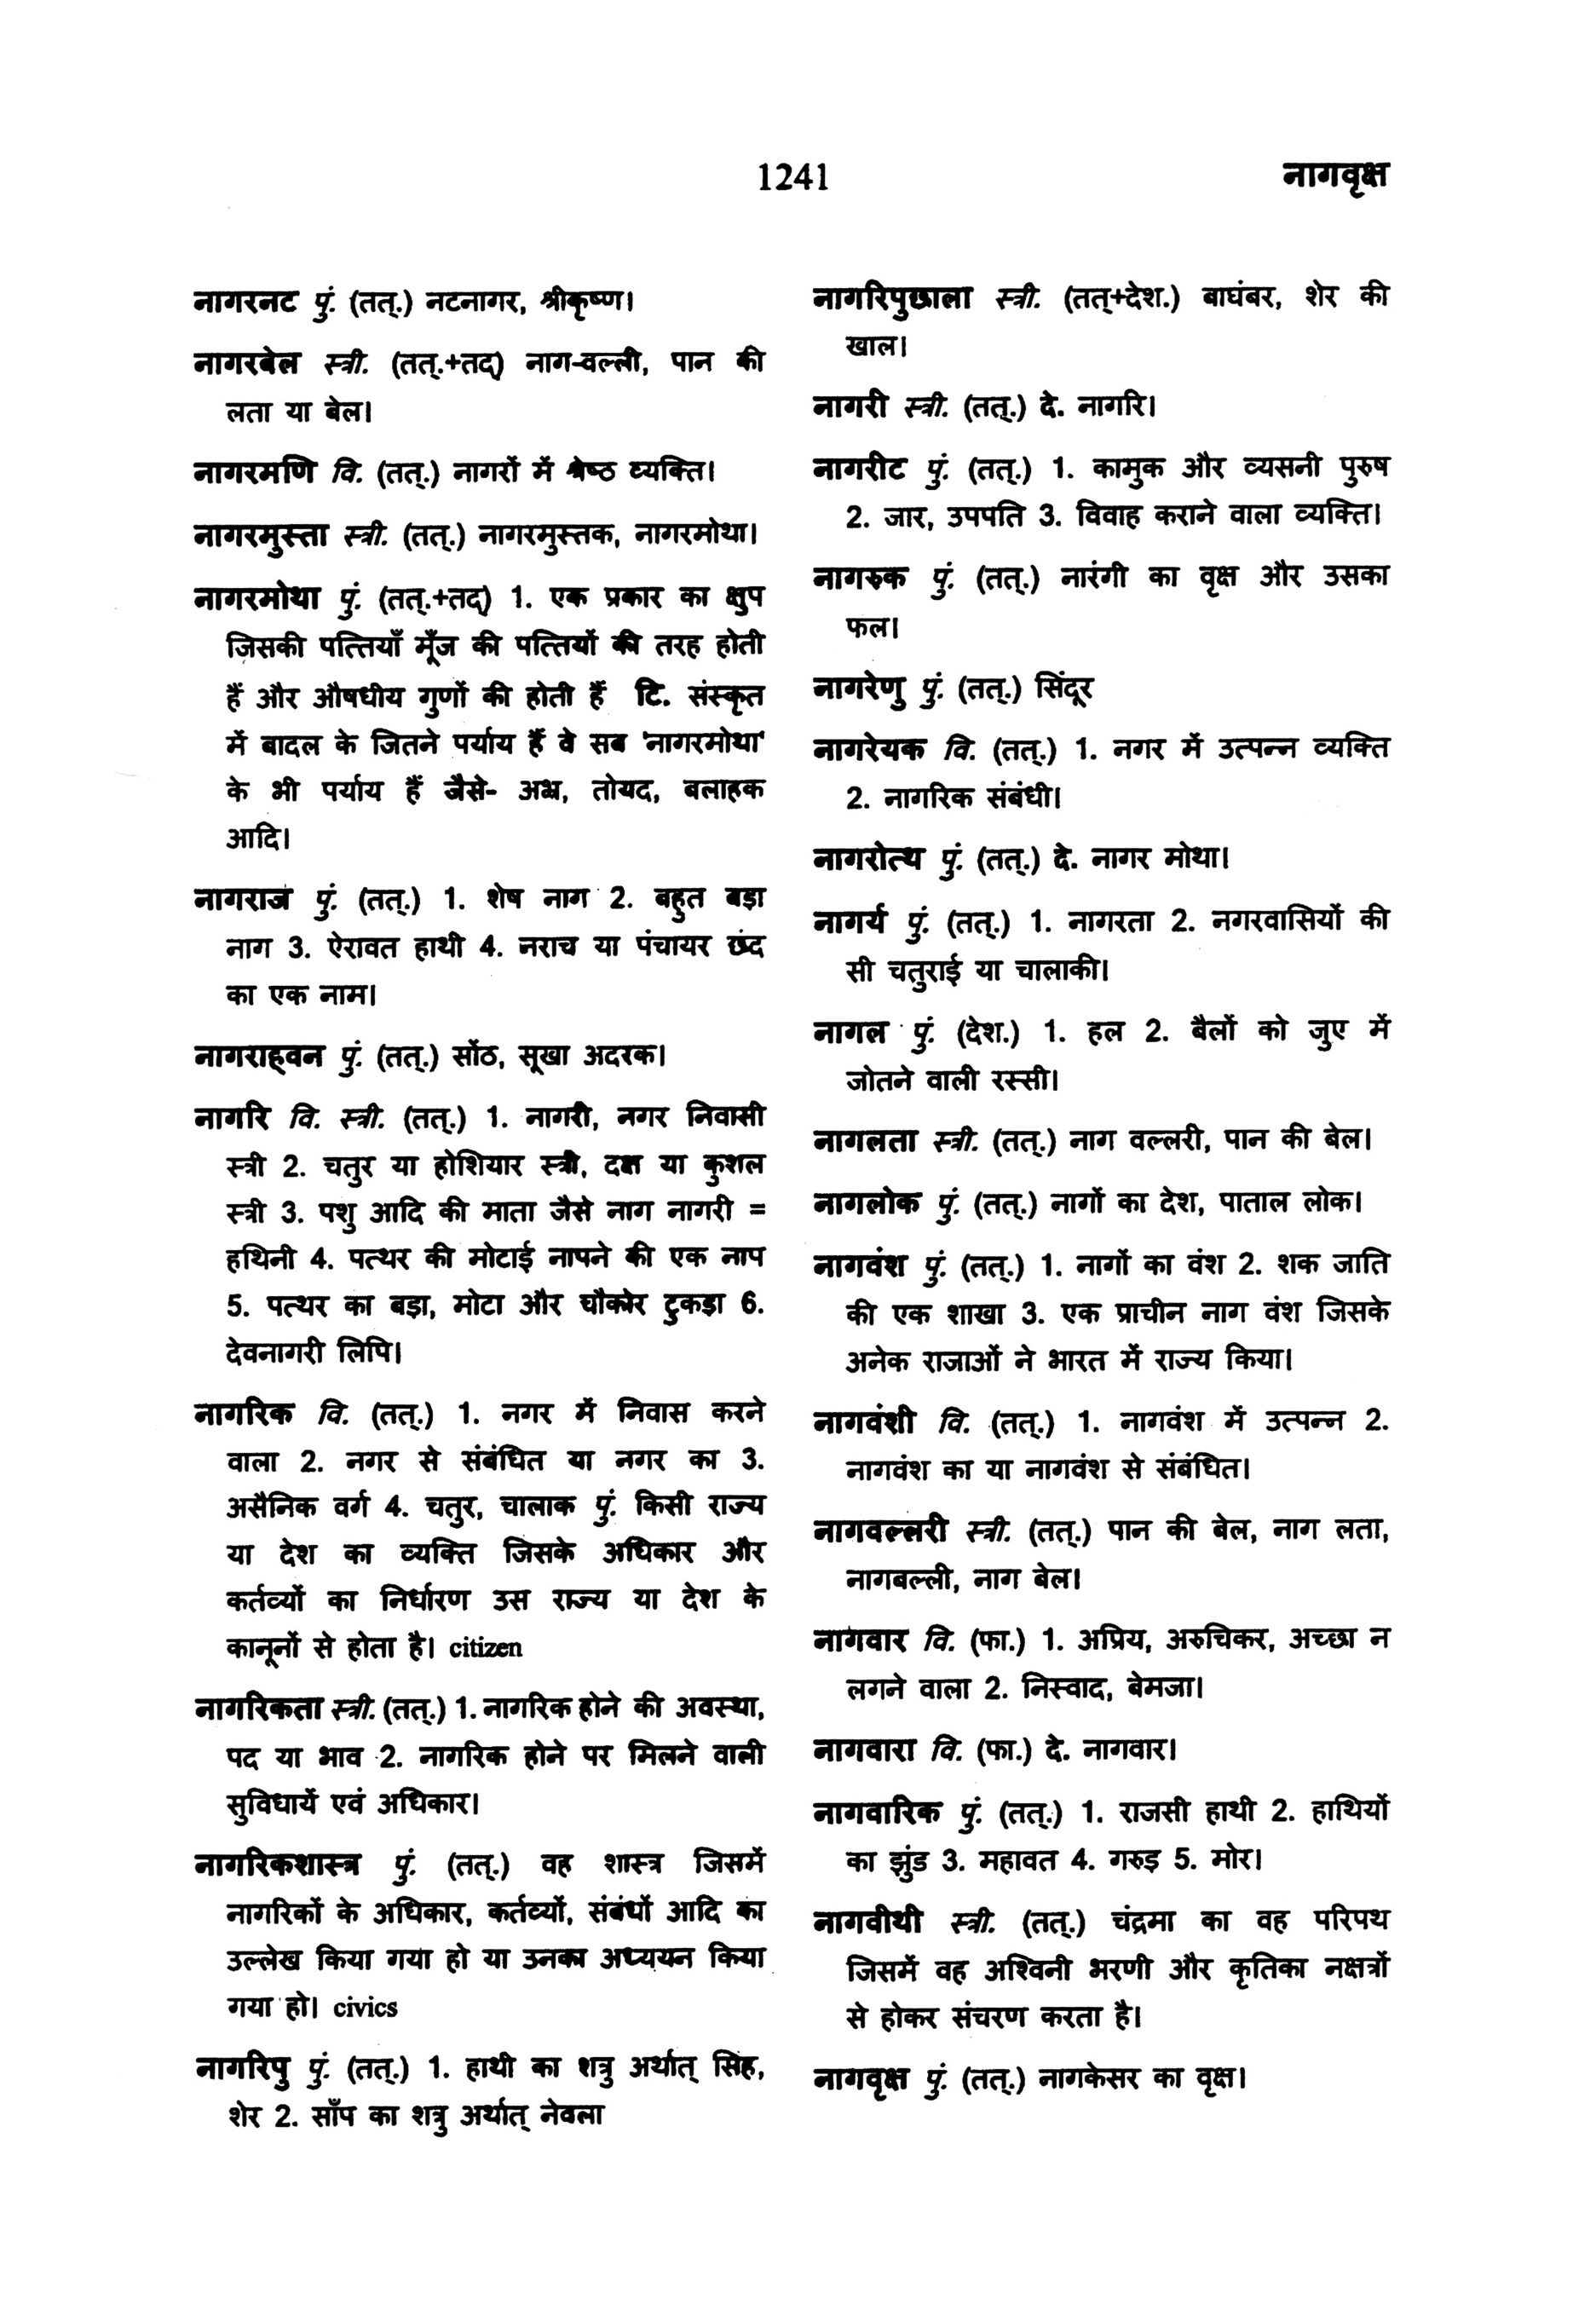 1241
नागवृक्ष
नागरनट पुं. (तत्.) नटनागर, श्रीकृष्ण।
नागरबेल स्त्री. (तत्.+तद्) नाग-वल्ली, पान की
लता या बेल।
नागरमणि वि. (तत्.) नागरों में श्रेष्ठ व्यक्ति।
नागरमुस्ता स्त्री. (तत्.) नागरमुस्तक, नागरमोथा।
नागरमोथा पुं. (तत्.+तद्) 1. एक प्रकार का क्षुप
जिसकी पत्तियाँ मूँज की पत्तियों की तरह होती
हैं और औषधीय गुणों की होती हैं टि. संस्कृत
में बादल के जितने पर्याय हैं वे सब 'नागरमोथा'
के भी पर्याय हैं जैसे- अभ्र, तोयद, बलाहक
आदि।
नागराज पुं. (तत्.) 1. शेष नाग 2. बहुत बड़ा
नाग 3. ऐरावत हाथी 4. नराच या पंचायर छंद
का एक नाम।
नागराह्वन पुं. (तत्.) सोंठ, सूखा अदरक।
नागरि वि. स्त्री. (तत्.) 1. नागरी, नगर निवासी
स्त्री 2. चतुर या होशियार स्त्री, दक्ष या कुशल
स्त्री 3. पशु आदि की माता जैसे नाग नागरी =
हथिनी 4. पत्थर की मोटाई नापने की एक नाप
5. पत्थर का बड़ा, मोटा और चौकोर टुकड़ा 6.
देवनागरी लिपि।
नागरिक वि. (तत्.) 1. नगर में निवास करने
वाला 2. नगर से संबंधित या नगर का 3.
असैनिक वर्ग 4. चतुर, चालाक पुं. किसी राज्य
या देश का व्यक्ति जिसके अधिकार और
कर्तव्यों का निर्धारण उस राज्य या देश के
कानूनों से होता है। citizen
नागरिकता स्त्री. (तत्.) 1. नागरिक होने की अवस्था,
पद या भाव 2. नागरिक होने पर मिलने वाली
सुविधायें एवं अधिकार।
नागरिकशास्त्र पुं. (तत्.) वह शास्त्र जिसमें
नागरिकों के अधिकार, कर्तव्यों, संबंधों आदि का
उल्लेख किया गया हो या उनका अध्ययन किया
गया हो। civics
नागरिपु पुं. (तत्.) 1. हाथी का शत्रु अर्थात् सिंह,
शेर 2. साँप का शत्रु अर्थात् नेवला
नागरिपुछाला स्त्री. (तत्+देश.) बाघंबर, शेर की
खाल।
नागरी स्त्री. (तत्.) दे. नागरि।
नागरीट पुं. (तत्.) 1. कामुक और व्यसनी पुरुष
2. जार, उपपति 3. विवाह कराने वाला व्यक्ति।
नागरुक पुं. (तत्.) नारंगी का वृक्ष और उसका
फल।
नागरेणु पुं. (तत्.) सिंदूर
नागरेयक वि. (तत्.) 1. नगर में उत्पन्न व्यक्ति
2. नागरिक संबंधी।
नागरोत्थ पुं. (तत्.) दे. नागर मोथा।
नागर्य पुं. (तत्.) 1. नागरता 2. नगरवासियों की
सी चतुराई या चालाकी।
नागल पुं. (देश.) 1. हल 2. बैलों को जुए में
जोतने वाली रस्सी।
नागलता स्त्री. (तत्.) नाग वल्लरी, पान की बेल।
नागलोक पुं. (तत्.) नागों का देश, पाताल लोक।
नागवंश पुं. (तत्.) 1. नागों का वंश 2. शक जाति
की एक शाखा 3. एक प्राचीन नाग वंश जिसके
अनेक राजाओं ने भारत में राज्य किया।
नागवंशी वि. (तत्.) 1. नागवंश में उत्पन्न 2.
नागवंश का या नागवंश से संबंधित।
नागवल्लरी स्त्री. (तत्.) पान की बेल, नाग लता,
नागबल्ली, नाग बेल।
नागवार वि. (फा.) 1. अप्रिय, अरुचिकर, अच्छा न
लगने वाला 2. निस्वाद, बेमजा।
नागवारा वि. (फा.) दे. नागवार।
नागवारिक पुं. (तत्.) 1. राजसी हाथी 2. हाथियों
का झुंड 3. महावत 4. गरुड़ 5. मोर।
नागवीथी स्त्री. (तत्.) चंद्रमा का वह परिपथ
जिसमें वह अश्विनी भरणी और कृतिका नक्षत्रों
से होकर संचरण करता है।
नागवृक्ष पुं. (तत्.) नागकेसर का वृक्ष।